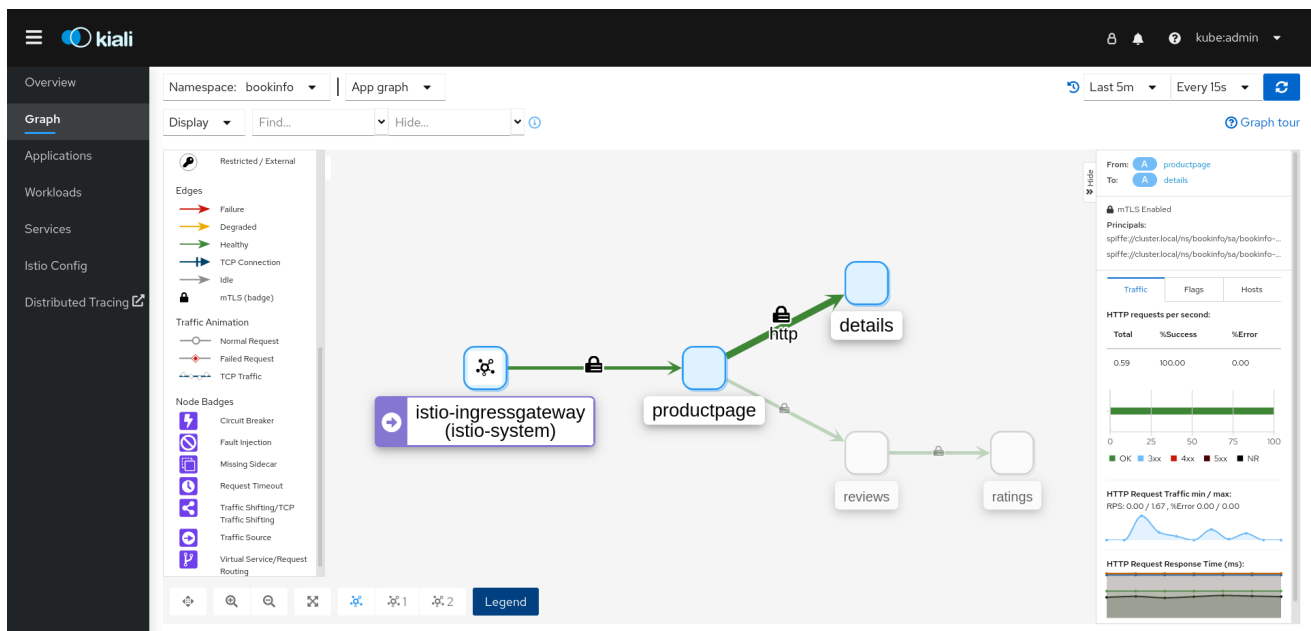 kiali
kube:admin
Overview
Graph
Applications
Workloads
Services
Istio Config
Distributed Tracing
Namespace: bookinfo
App graph
Last 5m
Every 15s
Display
Find...
Hide...
Graph tour
Restricted / External
Edges
Failure
Degraded
Healthy
TCP Connection
Idle
mTLS (badge)
Traffic Animation
Normal Request
Failed Request
TCP Traffic
Node Badges
Circuit Breaker
Fault Injection
Missing Sidecar
Request Timeout
Traffic Shifting/TCP
Traffic Shifting
Traffic Source
Virtual Service/Request
Routing
1
2
Legend
istio-ingressgateway
(istio-system)
productpage
http
details
reviews
ratings
Hide
From: A productpage
To: A details
mTLS Enabled
Principals:
spiffe://cluster.local/ns/bookinfo/sa/bookinfo-...
spiffe://cluster.local/ns/bookinfo/sa/bookinfo-...
Traffic
Flags
Hosts
HTTP requests per second:
Total %Success %Error
0.59 100.00 0.00
0 25 50 75 100
OK 3xx 4xx 5xx NR
HTTP Request Traffic min / max:
RPS: 0.00 / 1.67 , %Error 0.00 / 0.00
HTTP Request Response Time (ms):